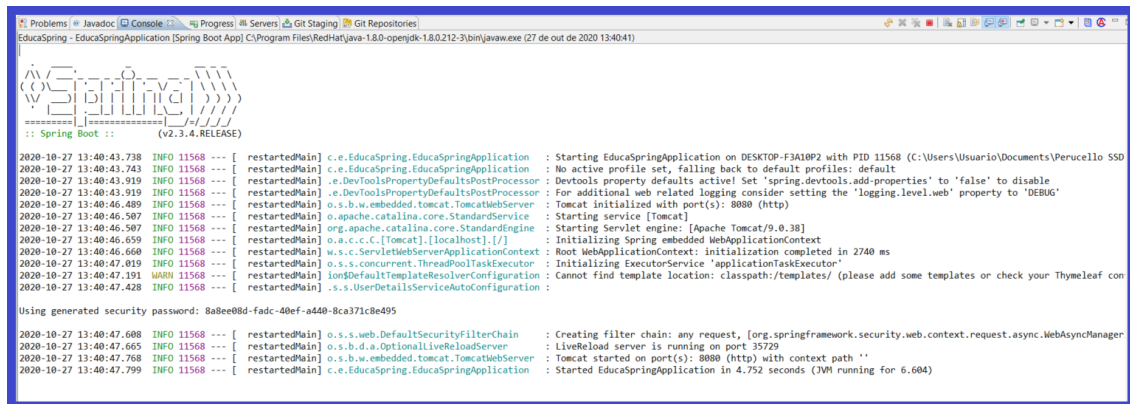 Problems @ Javadoc Console Progress Servers Git Staging Git Repositories
EducaSpring - EducaSpringApplication [Spring Boot App] C:\Program Files\RedHat\java-1.8.0-openjdk-1.8.0.212-3\bin\javaw.exe (27 de out de 2020 13:40:41)
  .   ____          _            __ _ _
 /\\ / ___'_ __ _ _(_)_ __  __ _ \ \ \ \
( ( )\___ | '_ | '_| | '_ \/ _` | \ \ \ \
 \\/  ___)| |_)| | | | | || (_| |  ) ) ) )
  '  |____| .__|_| |_|_| |_\__, | / / / /
 =========|_|==============|___/=/_/_/_/
 :: Spring Boot ::        (v2.3.4.RELEASE)
2020-10-27 13:40:43.738  INFO 11568 --- [  restartedMain] c.e.EducaSpring.EducaSpringApplication   : Starting EducaSpringApplication on DESKTOP-F3A10P2 with PID 11568 (C:\Users\Usuario\Documents\Perucello SSD
2020-10-27 13:40:43.743  INFO 11568 --- [  restartedMain] c.e.EducaSpring.EducaSpringApplication   : No active profile set, falling back to default profiles: default
2020-10-27 13:40:43.919  INFO 11568 --- [  restartedMain] .e.DevToolsPropertyDefaultsPostProcessor : Devtools property defaults active! Set 'spring.devtools.add-properties' to 'false' to disable
2020-10-27 13:40:43.919  INFO 11568 --- [  restartedMain] .e.DevToolsPropertyDefaultsPostProcessor : For additional web related logging consider setting the 'logging.level.web' property to 'DEBUG'
2020-10-27 13:40:46.489  INFO 11568 --- [  restartedMain] o.s.b.w.embedded.tomcat.TomcatWebServer  : Tomcat initialized with port(s): 8080 (http)
2020-10-27 13:40:46.507  INFO 11568 --- [  restartedMain] o.apache.catalina.core.StandardService   : Starting service [Tomcat]
2020-10-27 13:40:46.507  INFO 11568 --- [  restartedMain] org.apache.catalina.core.StandardEngine  : Starting Servlet engine: [Apache Tomcat/9.0.38]
2020-10-27 13:40:46.659  INFO 11568 --- [  restartedMain] o.a.c.c.C.[Tomcat].[localhost].[/]       : Initializing Spring embedded WebApplicationContext
2020-10-27 13:40:46.660  INFO 11568 --- [  restartedMain] w.s.c.ServletWebServerApplicationContext : Root WebApplicationContext: initialization completed in 2740 ms
2020-10-27 13:40:47.019  INFO 11568 --- [  restartedMain] o.s.s.concurrent.ThreadPoolTaskExecutor  : Initializing ExecutorService 'applicationTaskExecutor'
2020-10-27 13:40:47.191  WARN 11568 --- [  restartedMain] ion$DefaultTemplateResolverConfiguration : Cannot find template location: classpath:/templates/ (please add some templates or check your Thymeleaf con
2020-10-27 13:40:47.428  INFO 11568 --- [  restartedMain] .s.s.UserDetailsServiceAutoConfiguration :
Using generated security password: 8a8ee08d-fadc-40ef-a440-8ca371c8e495
2020-10-27 13:40:47.608  INFO 11568 --- [  restartedMain] o.s.s.web.DefaultSecurityFilterChain     : Creating filter chain: any request, [org.springframework.security.web.context.request.async.WebAsyncManager
2020-10-27 13:40:47.665  INFO 11568 --- [  restartedMain] o.s.b.d.a.OptionalLiveReloadServer       : LiveReload server is running on port 35729
2020-10-27 13:40:47.768  INFO 11568 --- [  restartedMain] o.s.b.w.embedded.tomcat.TomcatWebServer  : Tomcat started on port(s): 8080 (http) with context path ''
2020-10-27 13:40:47.799  INFO 11568 --- [  restartedMain] c.e.EducaSpring.EducaSpringApplication   : Started EducaSpringApplication in 4.752 seconds (JVM running for 6.604)